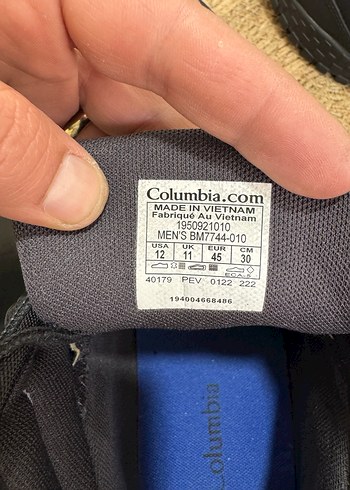 Columbia.com
MADE IN VIETNAM
Fabriqué Au Vietnam
1950921010
MEN'S BM7744-010
USA UK EUR CM
12 11 45 30
40179 PEV 0122 222
194004668486
olumbia